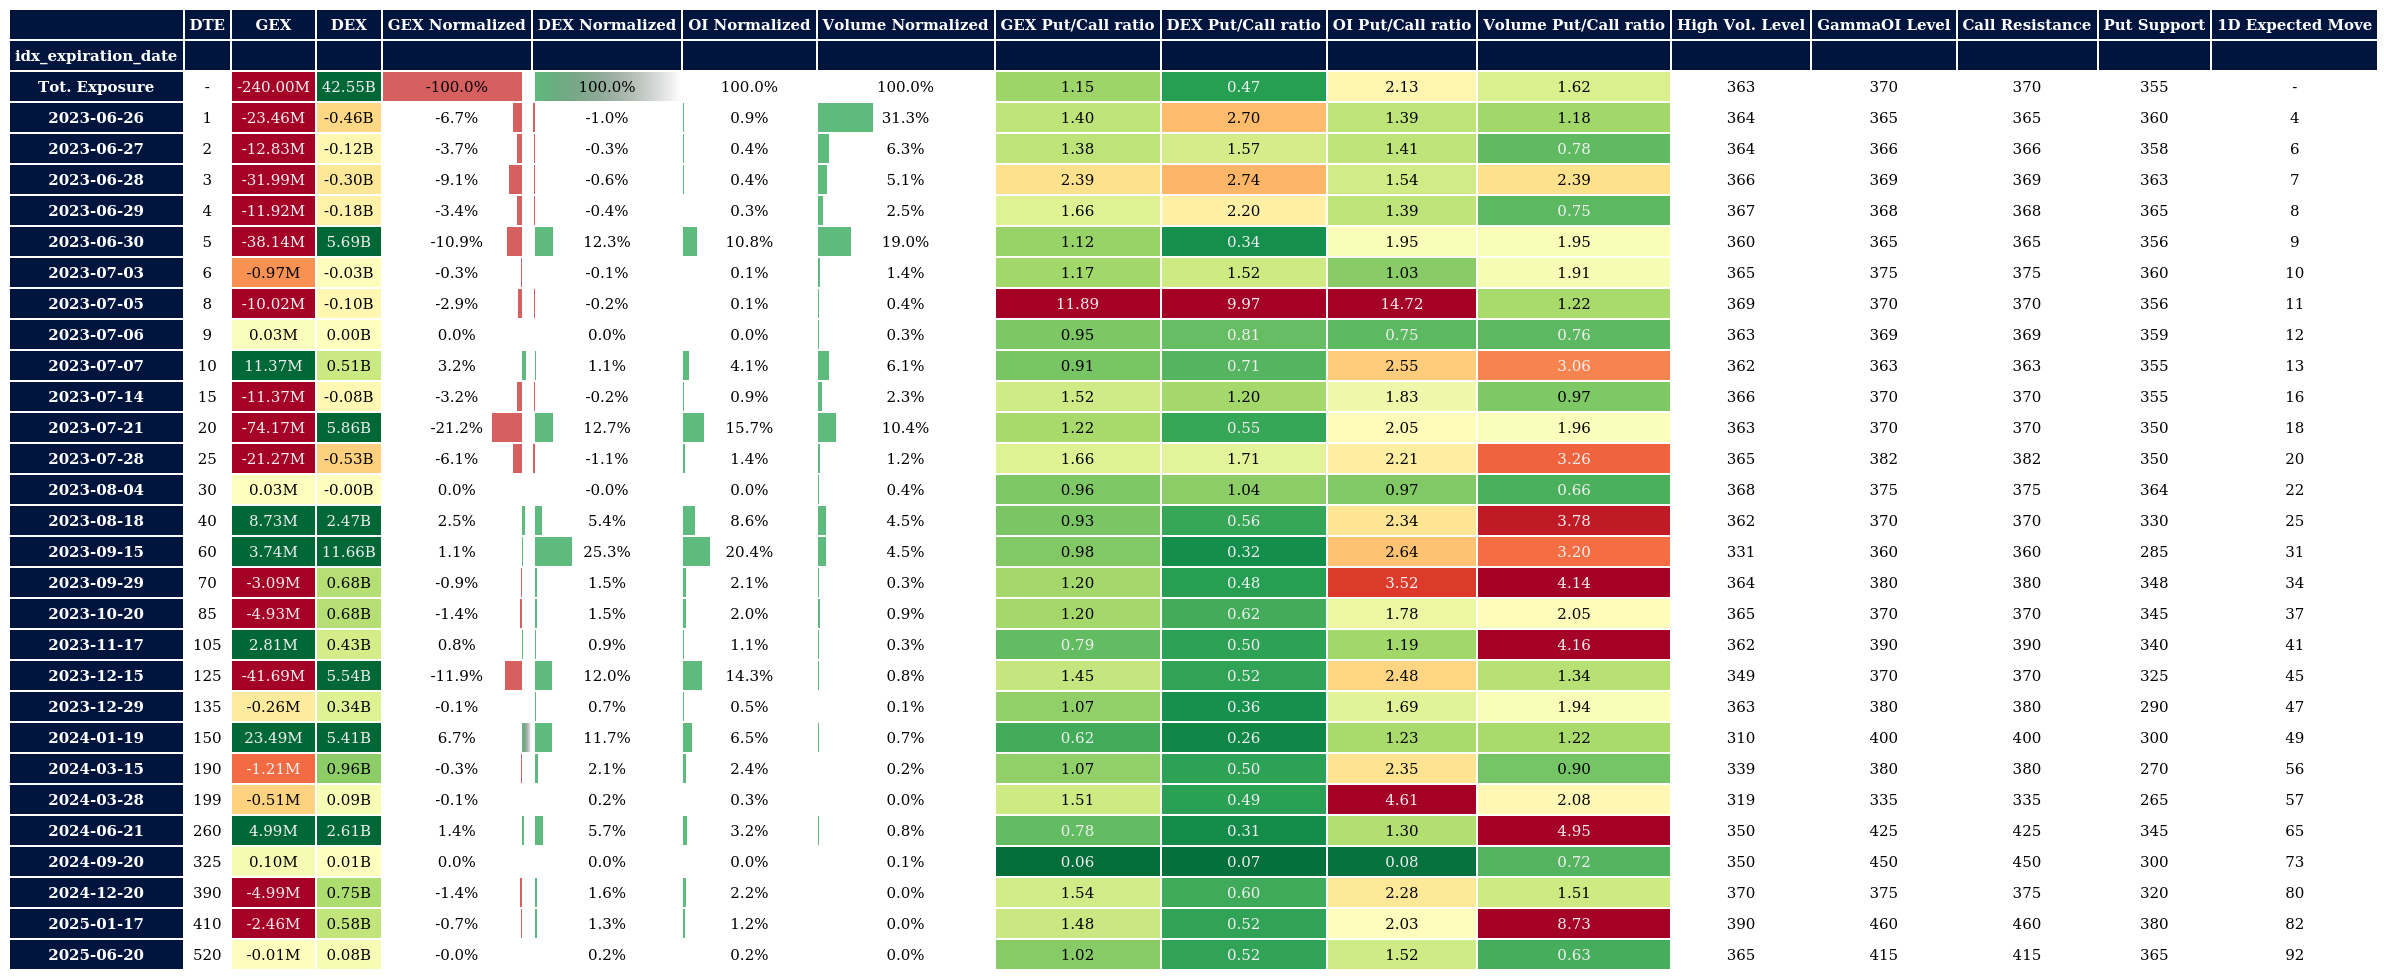 DTE GEX DEX GEX Normalized DEX Normalized OI Normalized Volume Normalized GEX Put/Call ratio DEX Put/Call ratio OI Put/Call ratio Volume Put/Call ratio High Vol. Level GammaOI Level Call Resistance Put Support 1D Expected Move
idx_expiration_date
Tot. Exposure - -240.00M 42.55B -100.0% 100.0% 100.0% 100.0% 1.15 0.47 2.13 1.62 363 370 370 355 -
2023-06-26 1 -23.46M -0.46B -6.7% -1.0% 0.9% 31.3% 1.40 2.70 1.39 1.18 364 365 365 360 4
2023-06-27 2 -12.83M -0.12B -3.7% -0.3% 0.4% 6.3% 1.38 1.57 1.41 0.78 364 366 366 358 6
2023-06-28 3 -31.99M -0.30B -9.1% -0.6% 0.4% 5.1% 2.39 2.74 1.54 2.39 366 369 369 363 7
2023-06-29 4 -11.92M -0.18B -3.4% -0.4% 0.3% 2.5% 1.66 2.20 1.39 0.75 367 368 368 365 8
2023-06-30 5 -38.14M 5.69B -10.9% 12.3% 10.8% 19.0% 1.12 0.34 1.95 1.95 360 365 365 356 9
2023-07-03 6 -0.97M -0.03B -0.3% -0.1% 0.1% 1.4% 1.17 1.52 1.03 1.91 365 375 375 360 10
2023-07-05 8 -10.02M -0.10B -2.9% -0.2% 0.1% 0.4% 11.89 9.97 14.72 1.22 369 370 370 356 11
2023-07-06 9 0.03M 0.00B 0.0% 0.0% 0.0% 0.3% 0.95 0.81 0.75 0.76 363 369 369 359 12
2023-07-07 10 11.37M 0.51B 3.2% 1.1% 4.1% 6.1% 0.91 0.71 2.55 3.06 362 363 363 355 13
2023-07-14 15 -11.37M -0.08B -3.2% -0.2% 0.9% 2.3% 1.52 1.20 1.83 0.97 366 370 370 355 16
2023-07-21 20 -74.17M 5.86B -21.2% 12.7% 15.7% 10.4% 1.22 0.55 2.05 1.96 363 370 370 350 18
2023-07-28 25 -21.27M -0.53B -6.1% -1.1% 1.4% 1.2% 1.66 1.71 2.21 3.26 365 382 382 350 20
2023-08-04 30 0.03M -0.00B 0.0% -0.0% 0.0% 0.4% 0.96 1.04 0.97 0.66 368 375 375 364 22
2023-08-18 40 8.73M 2.47B 2.5% 5.4% 8.6% 4.5% 0.93 0.56 2.34 3.78 362 370 370 330 25
2023-09-15 60 3.74M 11.66B 1.1% 25.3% 20.4% 4.5% 0.98 0.32 2.64 3.20 331 360 360 285 31
2023-09-29 70 -3.09M 0.68B -0.9% 1.5% 2.1% 0.3% 1.20 0.48 3.52 4.14 364 380 380 348 34
2023-10-20 85 -4.93M 0.68B -1.4% 1.5% 2.0% 0.9% 1.20 0.62 1.78 2.05 365 370 370 345 37
2023-11-17 105 2.81M 0.43B 0.8% 0.9% 1.1% 0.3% 0.79 0.50 1.19 4.16 362 390 390 340 41
2023-12-15 125 -41.69M 5.54B -11.9% 12.0% 14.3% 0.8% 1.45 0.52 2.48 1.34 349 370 370 325 45
2023-12-29 135 -0.26M 0.34B -0.1% 0.7% 0.5% 0.1% 1.07 0.36 1.69 1.94 363 380 380 290 47
2024-01-19 150 23.49M 5.41B 6.7% 11.7% 6.5% 0.7% 0.62 0.26 1.23 1.22 310 400 400 300 49
2024-03-15 190 -1.21M 0.96B -0.3% 2.1% 2.4% 0.2% 1.07 0.50 2.35 0.90 339 380 380 270 56
2024-03-28 199 -0.51M 0.09B -0.1% 0.2% 0.3% 0.0% 1.51 0.49 4.61 2.08 319 335 335 265 57
2024-06-21 260 4.99M 2.61B 1.4% 5.7% 3.2% 0.8% 0.78 0.31 1.30 4.95 350 425 425 345 65
2024-09-20 325 0.10M 0.01B 0.0% 0.0% 0.0% 0.1% 0.06 0.07 0.08 0.72 350 450 450 300 73
2024-12-20 390 -4.99M 0.75B -1.4% 1.6% 2.2% 0.0% 1.54 0.60 2.28 1.51 370 375 375 320 80
2025-01-17 410 -2.46M 0.58B -0.7% 1.3% 1.2% 0.0% 1.48 0.52 2.03 8.73 390 460 460 380 82
2025-06-20 520 -0.01M 0.08B -0.0% 0.2% 0.2% 0.0% 1.02 0.52 1.52 0.63 365 415 415 365 92